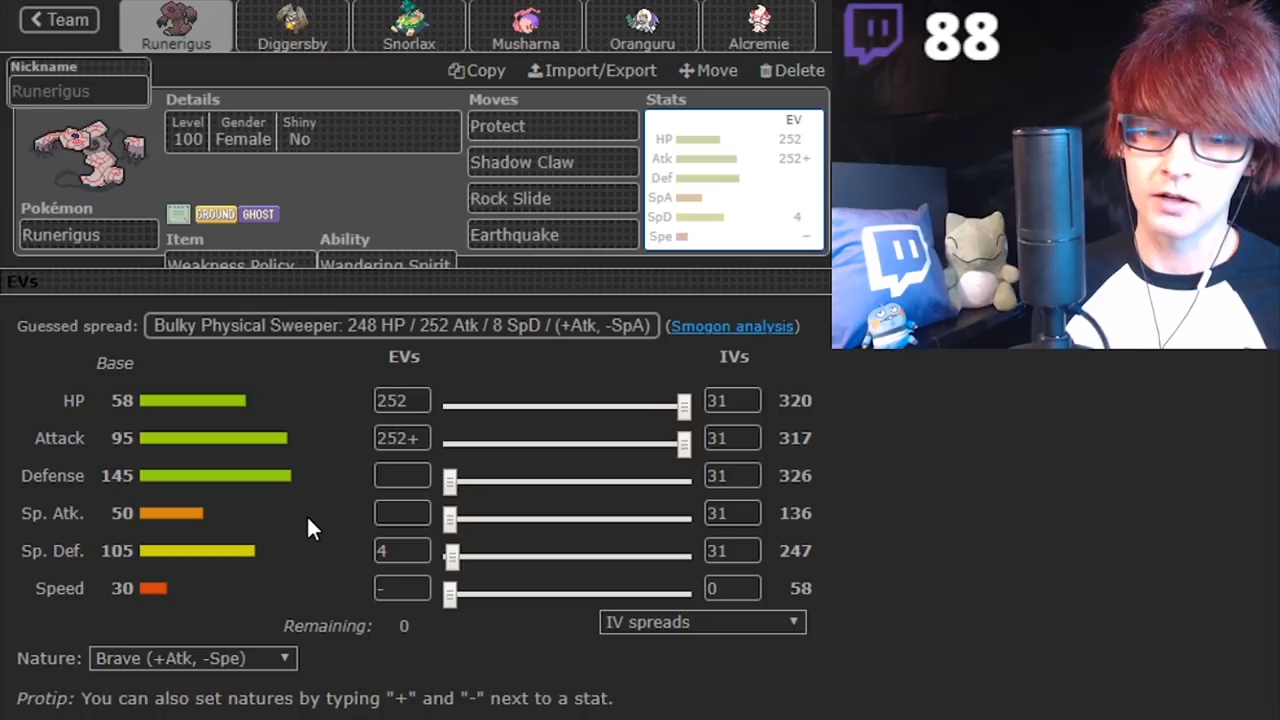 Team
Runerigus
Diggersby
Snorlax
Musharna
Oranguru
Alcremie
88
Copy
Import/Export
Move
Delete
Nickname
Runerigus
Details
Level
100
Gender
Female
Shiny
No
Moves
Protect
Shadow Claw
Rock Slide
Earthquake
Stats
EV
HP 252
Atk 252+
Def
SpA
SpD 4
Spe –
Pokémon
Runerigus
GROUND GHOST
Item
Weakness Policy
Ability
Wandering Spirit
EVs
Guessed spread: Bulky Physical Sweeper: 248 HP / 252 Atk / 8 SpD / (+Atk, -SpA) (Smogon analysis)
Base EVs IVs
HP 58 252 31 320
Attack 95 252+ 31 317
Defense 145 31 326
Sp. Atk. 50 31 136
Sp. Def. 105 4 31 247
Speed 30 - 0 58
Remaining: 0
IV spreads
Nature: Brave (+Atk, -Spe)
Protip: You can also set natures by typing "+" and "-" next to a stat.